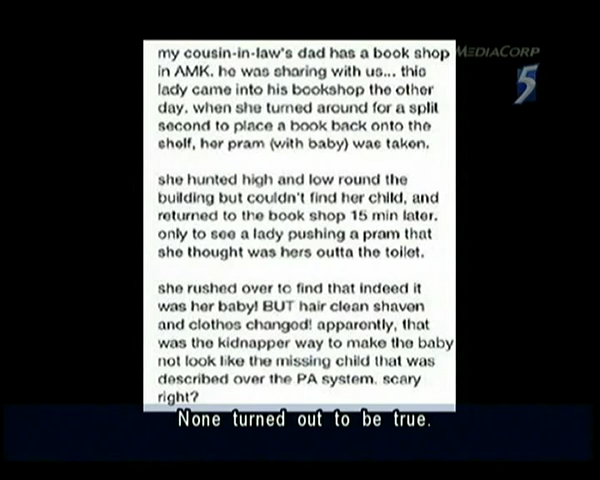 my cousin-in-law's dad has a book shop
in AMK. he was sharing with us... this
lady came into his bookshop the other
day. when she turned around for a split
second to place a book back onto the
shelf, her pram (with baby) was taken.
she hunted high and low round the
building but couldn't find her child, and
returned to the book shop 15 min later.
only to see a lady pushing a pram that
she thought was hers outta the toilet.
she rushed over to find that indeed it
was her baby! BUT hair clean shaven
and clothes changed! apparently, that
was the kidnapper way to make the baby
not look like the missing child that was
described over the PA system. scary
right?
MEDIACORP
5
None turned out to be true.